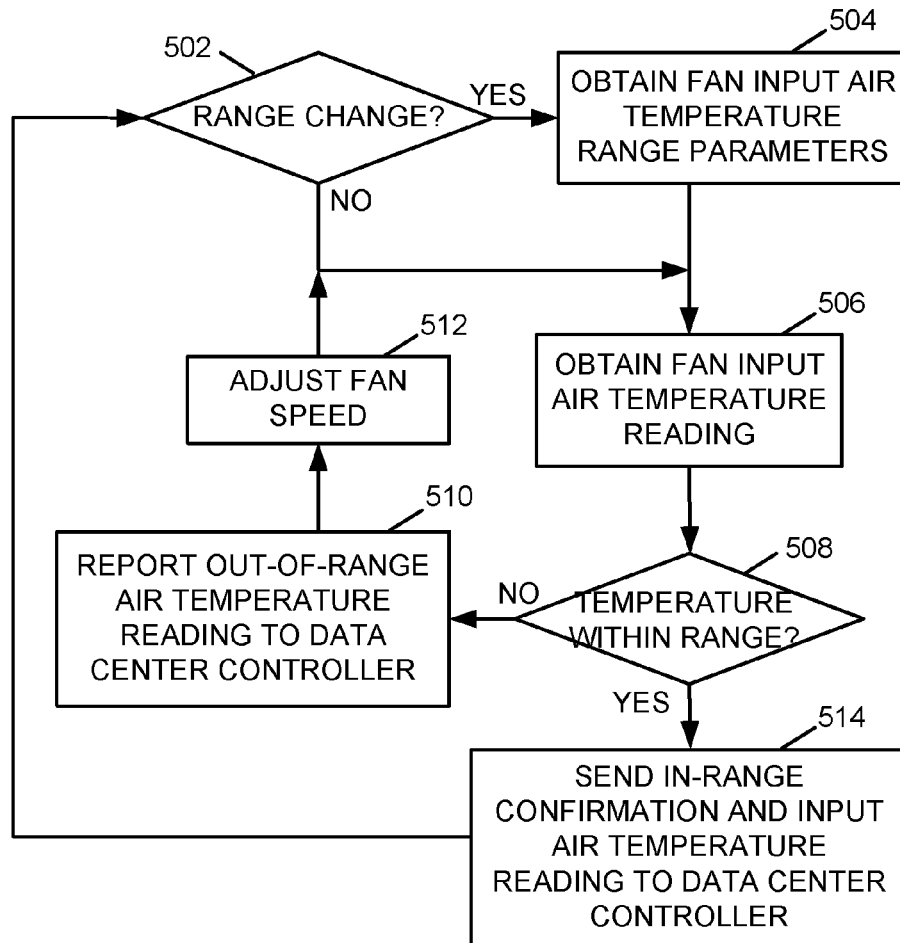 502
RANGE CHANGE?
YES
504
OBTAIN FAN INPUT AIR
TEMPERATURE
RANGE PARAMETERS
NO
506
OBTAIN FAN INPUT
AIR TEMPERATURE
READING
512
ADJUST FAN
SPEED
510
REPORT OUT-OF-RANGE
AIR TEMPERATURE
READING TO DATA
CENTER CONTROLLER
508
NO
TEMPERATURE
WITHIN RANGE?
YES
514
SEND IN-RANGE
CONFIRMATION AND INPUT
AIR TEMPERATURE
READING TO DATA CENTER
CONTROLLER